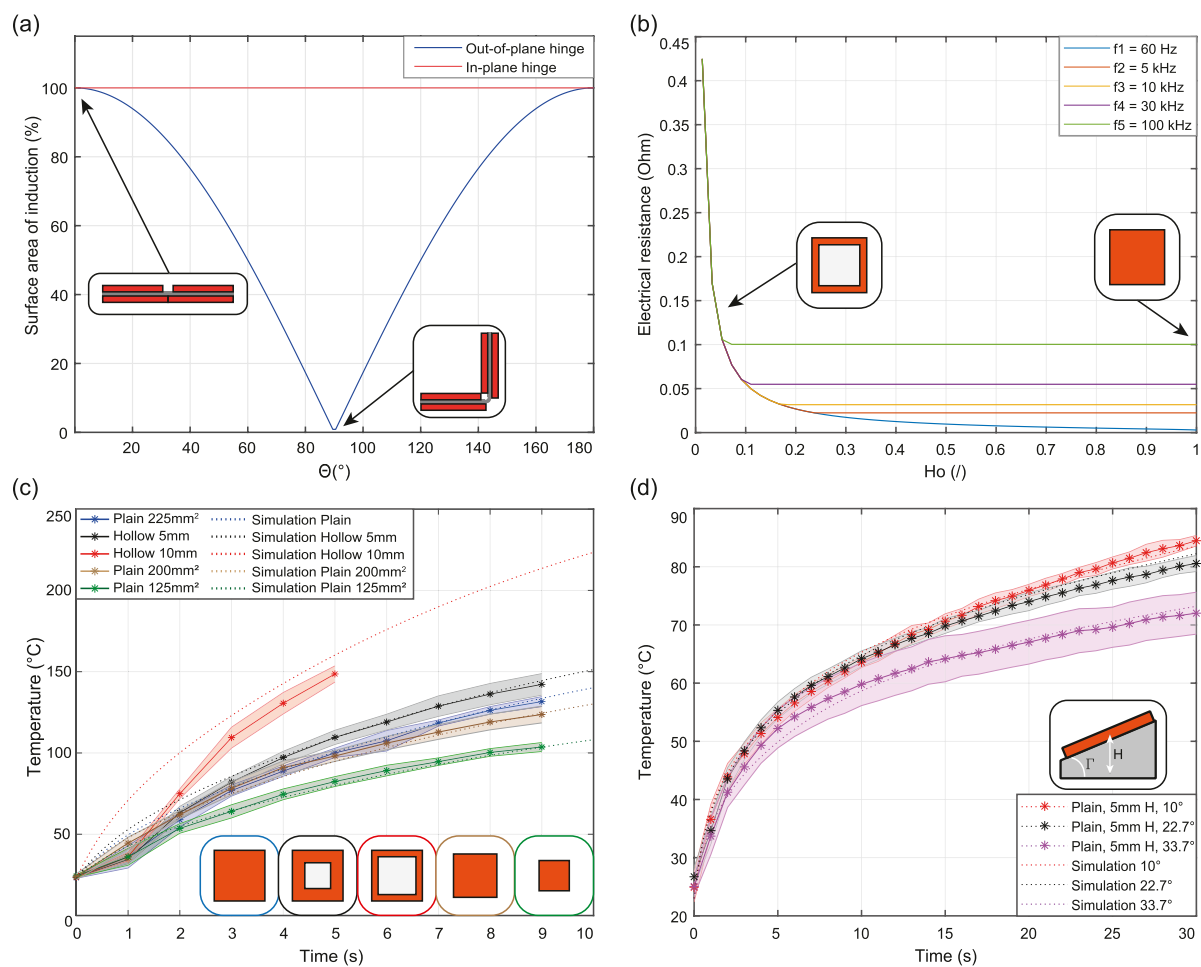 (a)
Out-of-plane hinge
In-plane hinge
100
80
60
40
20
0
Surface area of induction (%)
20 40 60 80 100 120 140 160 180
Θ(°)
(b)
f1 = 60 Hz
f2 = 5 kHz
f3 = 10 kHz
f4 = 30 kHz
f5 = 100 kHz
0.45
0.4
0.35
0.3
0.25
0.2
0.15
0.1
0.05
0
Electrical resistance (Ohm)
0 0.1 0.2 0.3 0.4 0.5 0.6 0.7 0.8 0.9 1
Ho (/)
(c)
Plain 225mm² Simulation Plain
Hollow 5mm Simulation Hollow 5mm
Hollow 10mm Simulation Hollow 10mm
Plain 200mm² Simulation Plain 200mm²
Plain 125mm² Simulation Plain 125mm²
250
200
150
100
50
0
Temperature (°C)
0 1 2 3 4 5 6 7 8 9 10
Time (s)
(d)
90
80
70
60
50
40
30
20
Temperature (°C)
Γ
H
Plain, 5mm H, 10°
Plain, 5mm H, 22.7°
Plain, 5mm H, 33.7°
Simulation 10°
Simulation 22.7°
Simulation 33.7°
0 5 10 15 20 25 30
Time (s)